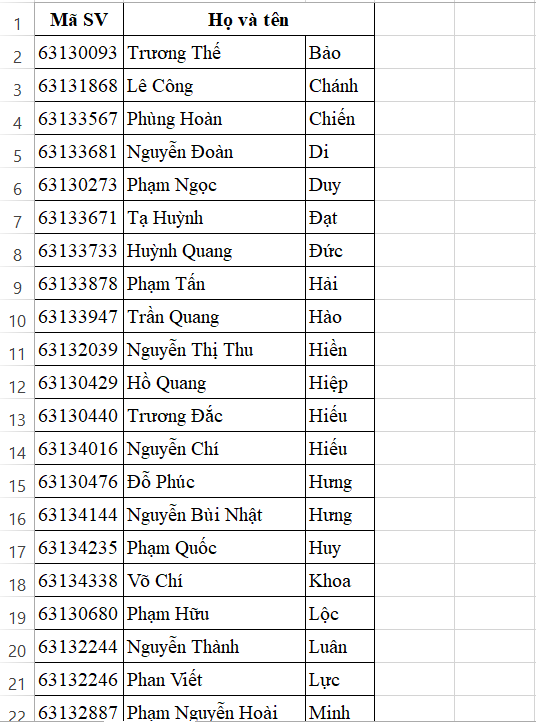 1 Mã SV Họ và tên
2 63130093 Trương Thế Bảo
3 63131868 Lê Công Chánh
4 63133567 Phùng Hoàn Chiến
5 63133681 Nguyễn Đoàn Di
6 63130273 Phạm Ngọc Duy
7 63133671 Tạ Huỳnh Đạt
8 63133733 Huỳnh Quang Đức
9 63133878 Phạm Tấn Hải
10 63133947 Trần Quang Hào
11 63132039 Nguyễn Thị Thu Hiền
12 63130429 Hồ Quang Hiệp
13 63130440 Trương Đắc Hiếu
14 63134016 Nguyễn Chí Hiếu
15 63130476 Đỗ Phúc Hưng
16 63134144 Nguyễn Bùi Nhật Hưng
17 63134235 Phạm Quốc Huy
18 63134338 Võ Chí Khoa
19 63130680 Phạm Hữu Lộc
20 63132244 Nguyễn Thành Luân
21 63132246 Phan Viết Lực
22 63132887 Phạm Nguyễn Hoài Minh